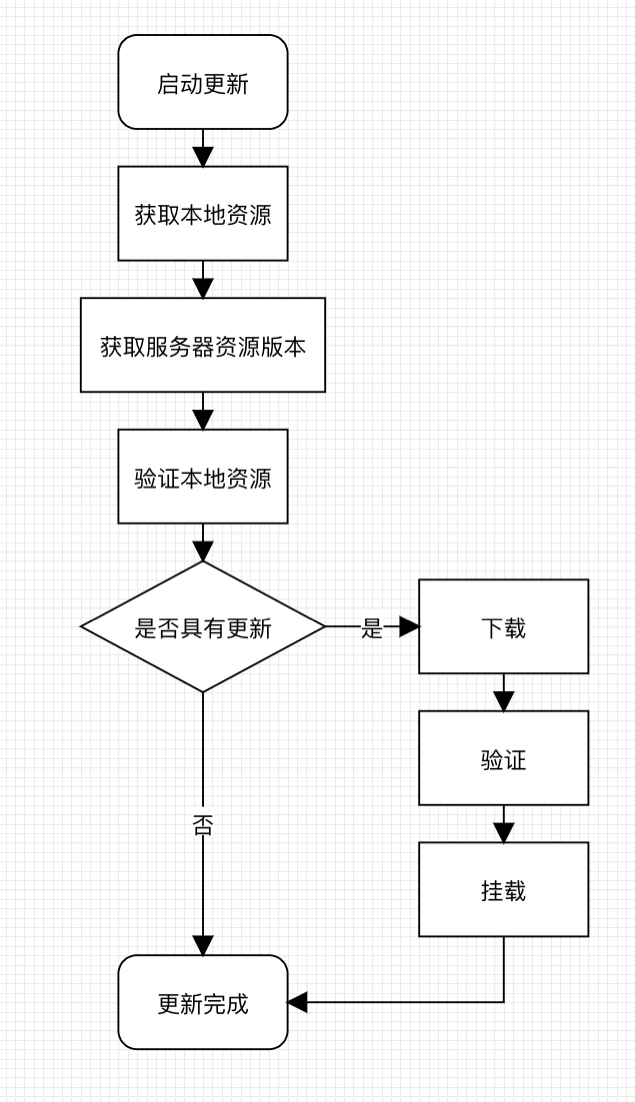 启动更新
获取本地资源
获取服务器资源版本
验证本地资源
是否具有更新
是
下载
验证
挂载
否
更新完成